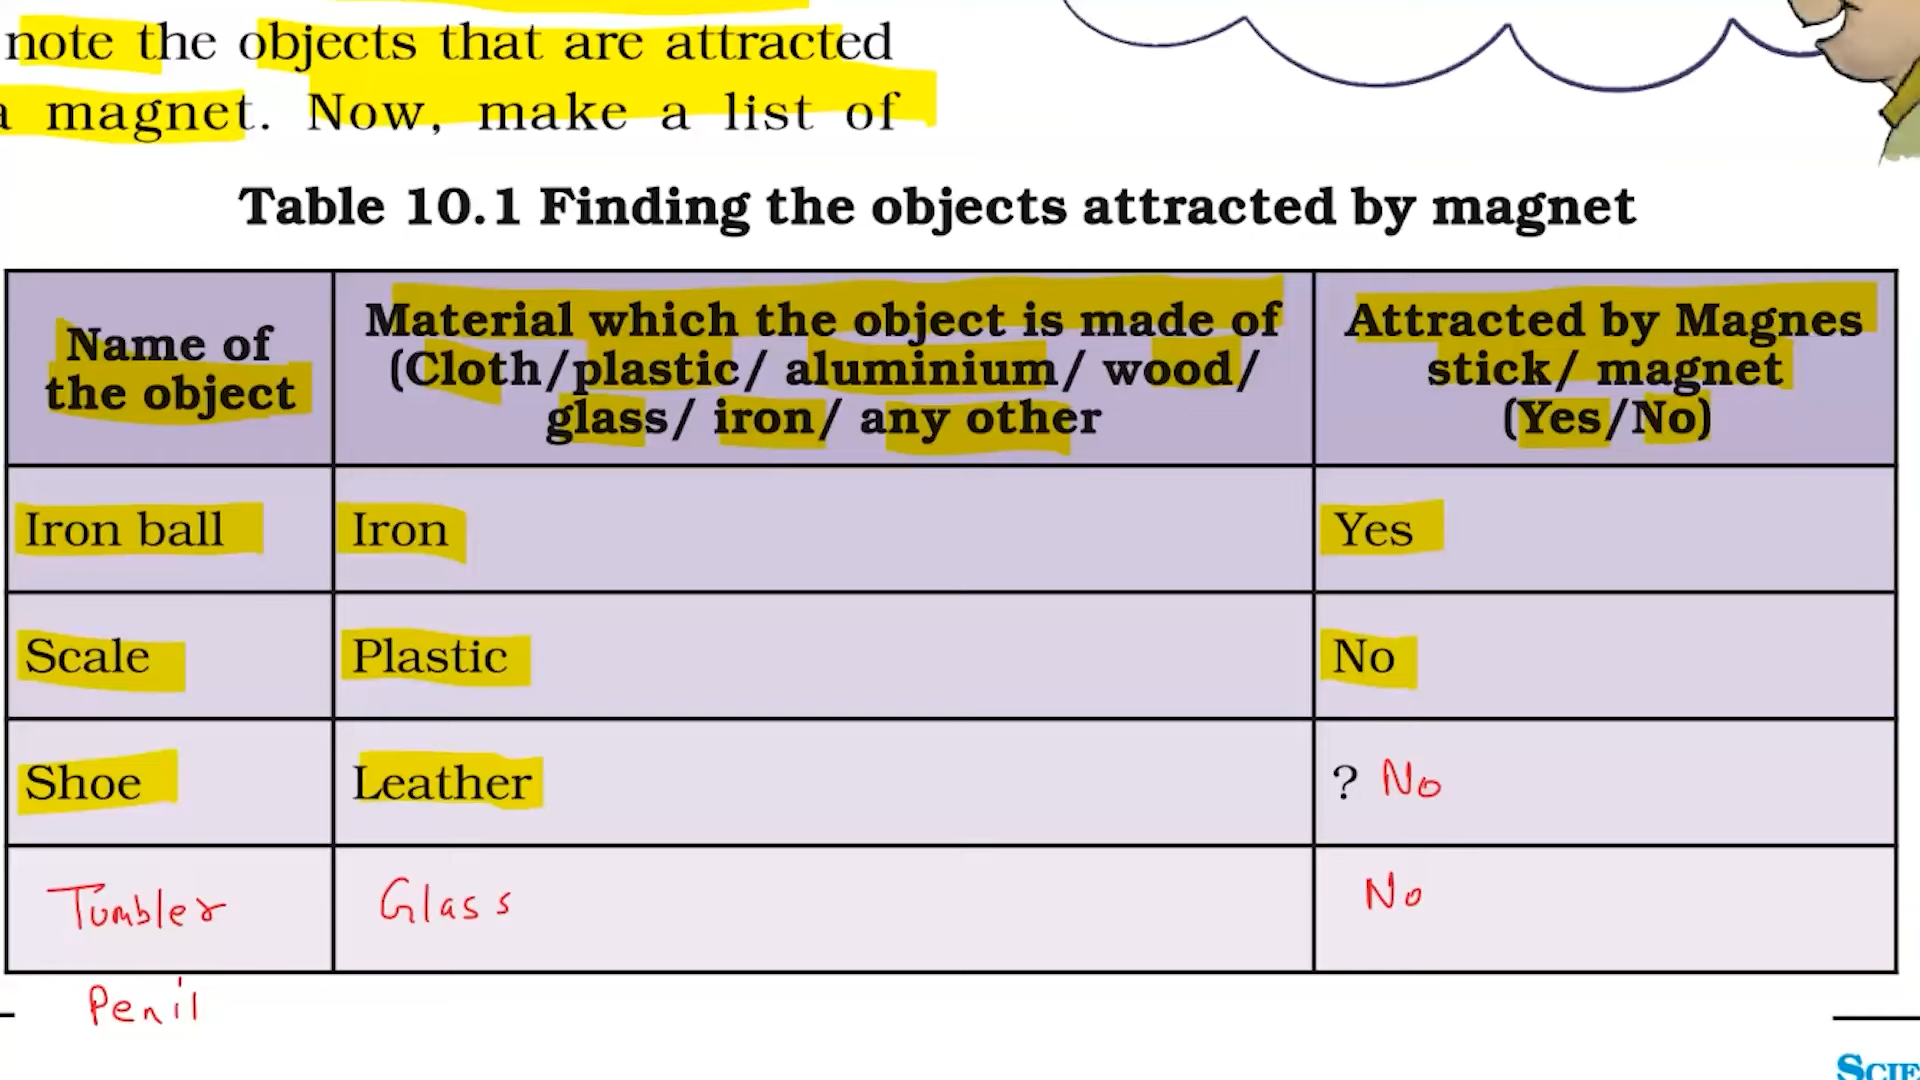 note the objects that are attracted
a magnet. Now, make a list of
Table 10.1 Finding the objects attracted by magnet
Name of
the object
Material which the object is made of
(Cloth/plastic/ aluminium/ wood/
glass/ iron/ any other
Attracted by Magnes
stick/ magnet
(Yes/No)
Iron ball Iron Yes
Scale Plastic No
Shoe Leather ? No
Tumbler Glass No
Penil
SCIE